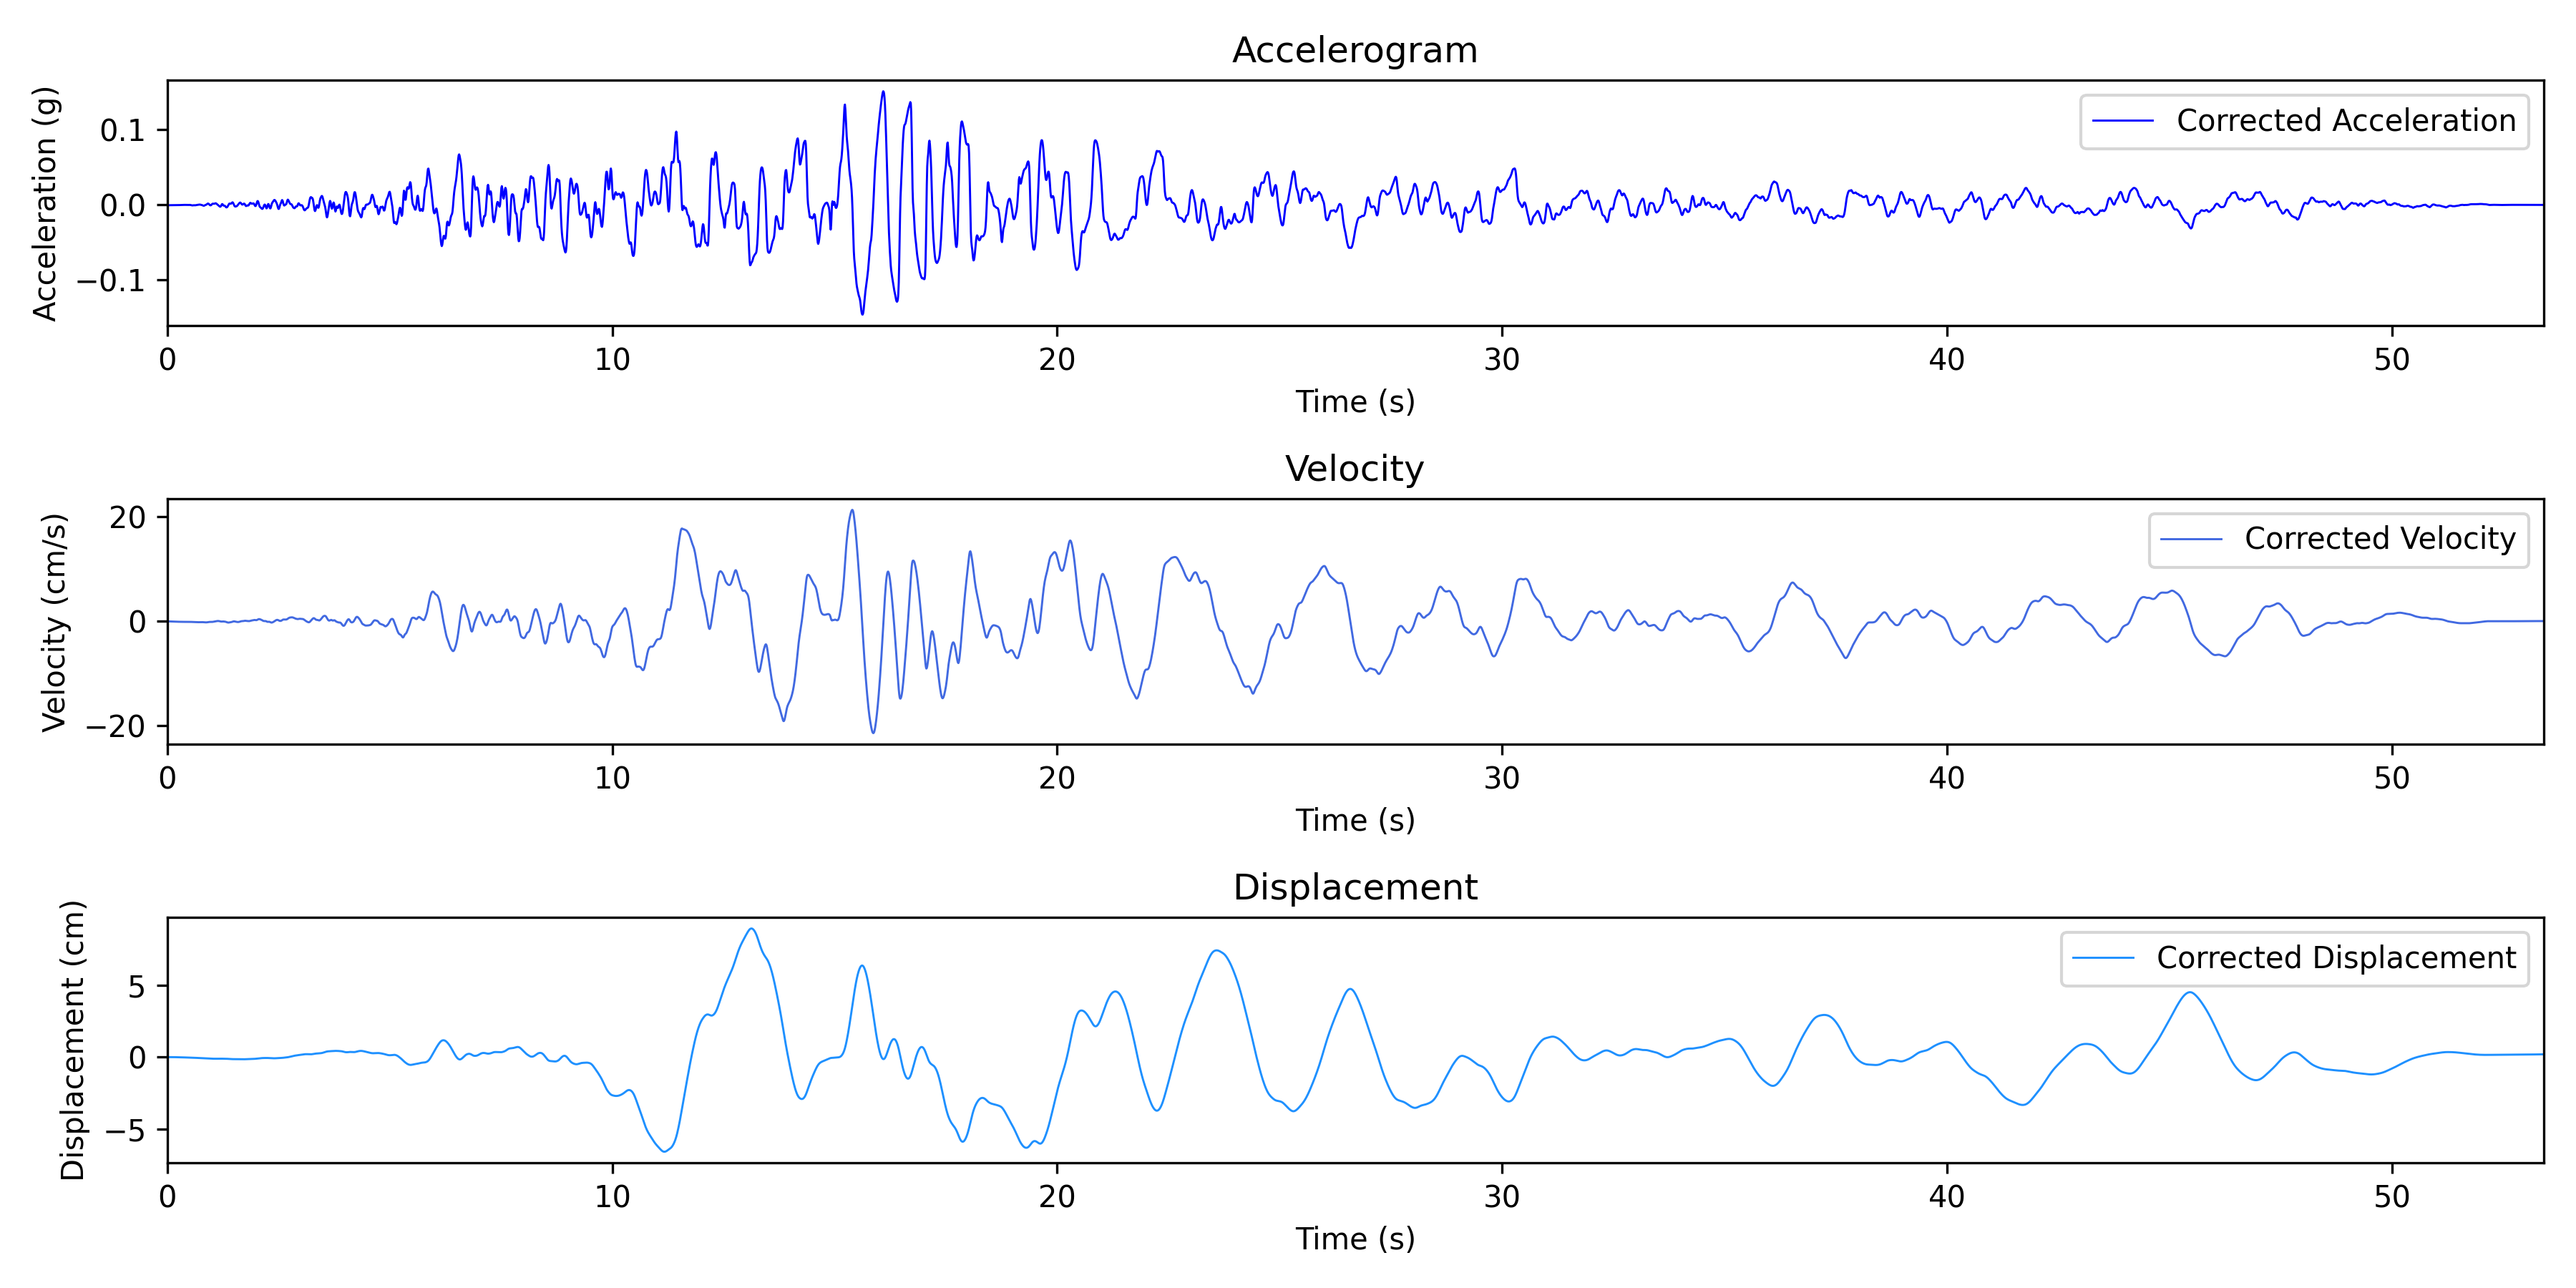 Accelerogram
Acceleration (g)
0.1
0.0
−0.1
Corrected Acceleration
0 10 20 30 40 50
Time (s)
Velocity
Velocity (cm/s)
20
0
−20
Corrected Velocity
0 10 20 30 40 50
Time (s)
Displacement
Displacement (cm)
5
0
−5
Corrected Displacement
0 10 20 30 40 50
Time (s)